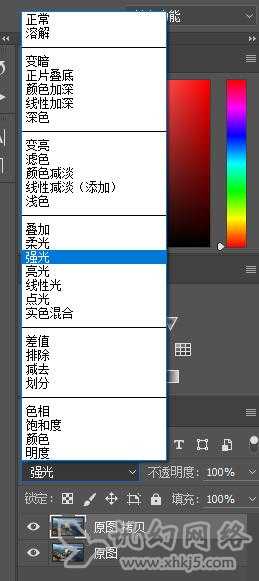 能
正常
溶解
变暗
正片叠底
颜色加深
线性加深
深色
变亮
滤色
颜色减淡
线性减淡（添加）
浅色
叠加
柔光
强光
亮光
线性光
点光
实色混合
差值
排除
减去
划分
色相
饱和度
颜色
明度
强光 不透明度: 100%
锁定: 填充: 100%
原图 拷贝
原图
www.xhkj5.com